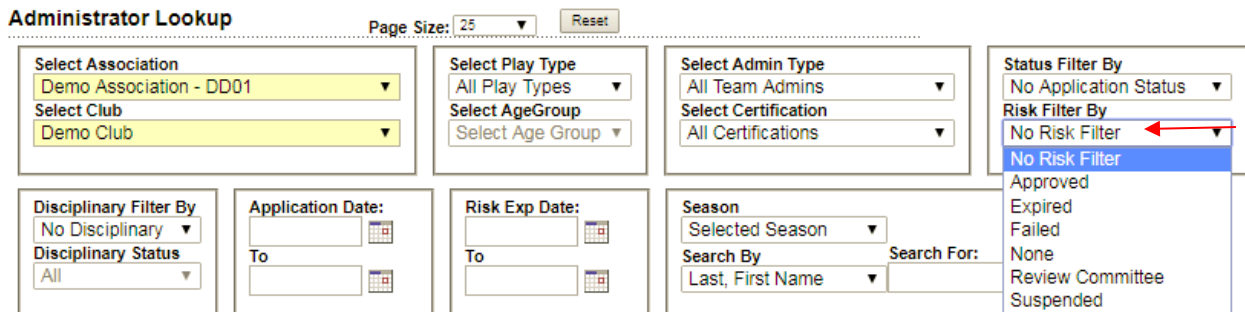 Administrator Lookup
Page Size: 25 Reset
Select Association
Demo Association - DD01
Select Club
Demo Club
Select Play Type
All Play Types
Select AgeGroup
Select Age Group
Select Admin Type
All Team Admins
Select Certification
All Certifications
Status Filter By
No Application Status
Risk Filter By
No Risk Filter
No Risk Filter
Approved
Expired
Failed
None
Review Committee
Suspended
Disciplinary Filter By
No Disciplinary
Disciplinary Status
All
Application Date:
To
Risk Exp Date:
To
Season
Selected Season
Search By
Last, First Name
Search For: